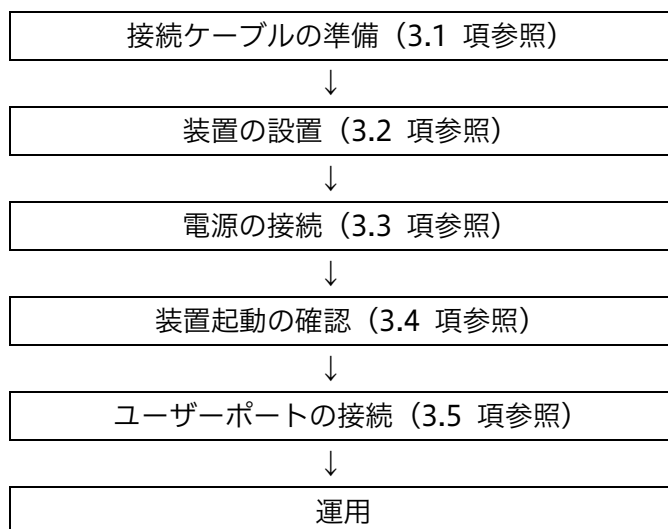 接続ケーブルの準備（3.1 項参照）
↓
装置の設置（3.2 項参照）
↓
電源の接続（3.3 項参照）
↓
装置起動の確認（3.4 項参照）
↓
ユーザーポートの接続（3.5 項参照）
↓
運用